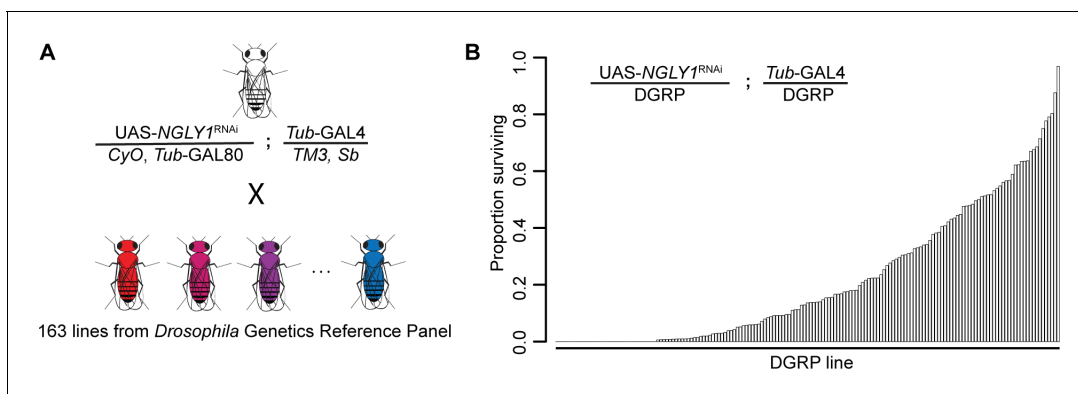 A
UAS-NGLY1RNAi ; Tub-GAL4
CyO, Tub-GAL80 TM3, Sb
X
...
163 lines from Drosophila Genetics Reference Panel
B
UAS-NGLY1RNAi ; Tub-GAL4
DGRP DGRP
Proportion surviving
1.0
0.8
0.6
0.4
0.2
0.0
DGRP line